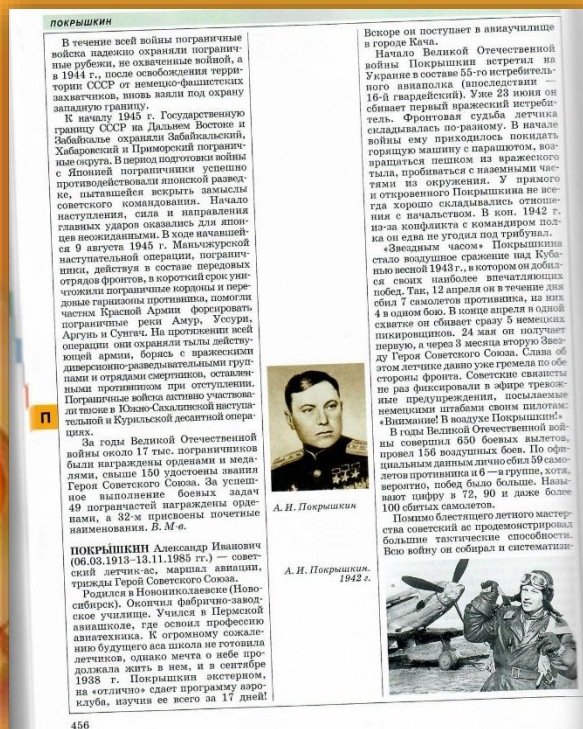 ПОКРЫШКИН
В течение всей войны пограничные
войска надежно охраняли погранич-
ные рубежи, не охваченные войной, а
в 1944 г., после освобождения терри-
тории СССР от немецко-фашистских
захватчиков, вновь взяли под охрану
западную границу.
К началу 1945 г. Государственную
границу СССР на Дальнем Востоке и
Забайкалье охраняли Забайкальский,
Хабаровский и Приморский погранич-
ные округа. В период подготовки войны
с Японией пограничники успешно
противодействовали японской развед-
ке, пытавшейся вскрыть замыслы
советского командования. Начало
наступления, сила и направления
главных ударов оказались для япон-
цев неожиданными. В ходе начавшей-
ся 9 августа 1945 г. Маньчжурской
наступательной операции, погранич-
ники, действуя в составе передовых
отрядов фронтов, в короткий срок уни-
чтожили пограничные кордоны и пере-
довые гарнизоны противника, помогли
частям Красной Армии форсировать
пограничные реки Амур, Уссури,
Аргунь и Сунгач. На протяжении всей
операции они охраняли тылы действу-
ющей армии, борясь с вражескими
диверсионно-разведывательными груп-
пами и отрядами смертников, оставлен-
ными противником при отступлении.
Пограничные войска активно участвова-
ли также в Южно-Сахалинской наступа-
тельной и Курильской десантной опера-
циях.
За годы Великой Отечественной
войны около 17 тыс. пограничников
были награждены орденами и меда-
лями, свыше 150 удостоены звания
Героя Советского Союза. За успеш-
ное выполнение боевых задач
49 погранчастей награждены орде-
нами, а 32-м присвоены почетные
наименования. В. М-в.
ПОКРЫ́ШКИН Александр Иванович
(06.03.1913–13.11.1985 гг.) — совет-
ский летчик-ас, маршал авиации,
трижды Герой Советского Союза.
Родился в Новониколаевске (Ново-
сибирск). Окончил фабрично-завод-
ское училище. Учился в Пермской
авиашколе, где освоил профессию
авиатехника. К огромному сожале-
нию будущего аса школа не готовила
летчиков, однако мечта о небе про-
должала жить в нем, и в сентябре
1938 г. Покрышкин экстерном,
на «отлично» сдает программу аэро-
клуба, изучив ее всего за 17 дней!
П
456
А. И. Покрышкин
А. И. Покрышкин.
1942 г.
Вскоре он поступает в авиаучилище
в городе Кача.
Начало Великой Отечественной
войны Покрышкин встретил на
Украине в составе 55-го истребитель-
ного авиаполка (впоследствии —
16-й гвардейский). Уже 23 июня он
сбивает первый вражеский истреби-
тель. Фронтовая судьба летчика
складывалась по-разному. В начале
войны ему приходилось покидать
горящую машину с парашютом, воз-
вращаться пешком из вражеского
тыла, пробиваться с наземными час-
тями из окружения. У прямого
и откровенного Покрышкина не все-
гда хорошо складывались отноше-
ния с начальством. В кон. 1942 г.
из-за конфликта с командиром пол-
ка он едва не угодил под трибунал.
«Звездным часом» Покрышкина
стало воздушное сражение над Куба-
нью весной 1943 г., в котором он добил-
ся своих наиболее впечатляющих
побед. Так, 12 апреля он в течение дня
сбил 7 самолетов противника, из них
4 в одном бою. В конце апреля в одной
схватке он сбивает сразу 5 немецких
пикировщиков. 24 мая он получает
первую, а через 3 месяца вторую Звез-
ду Героя Советского Союза. Слава об
этом летчике давно уже гремела по обе
стороны фронта. Советские связисты
не раз фиксировали в эфире тревож-
ные предупреждения, посылаемые
немецкими штабами своим пилотам:
«Внимание! В воздухе Покрышкин!»
В годы Великой Отечественной вой-
ны совершил 650 боевых вылетов,
провел 156 воздушных боев. По офи-
циальным данным лично сбил 59 само-
летов противника и 6 — в группе, хотя,
вероятно, побед было больше. Назы-
вают цифру в 72, 90 и даже более
100 сбитых самолетов.
Помимо блестящего летного мастер-
ства советский ас продемонстрировал
большие тактические способности.
Всю войну он собирал и систематизи-